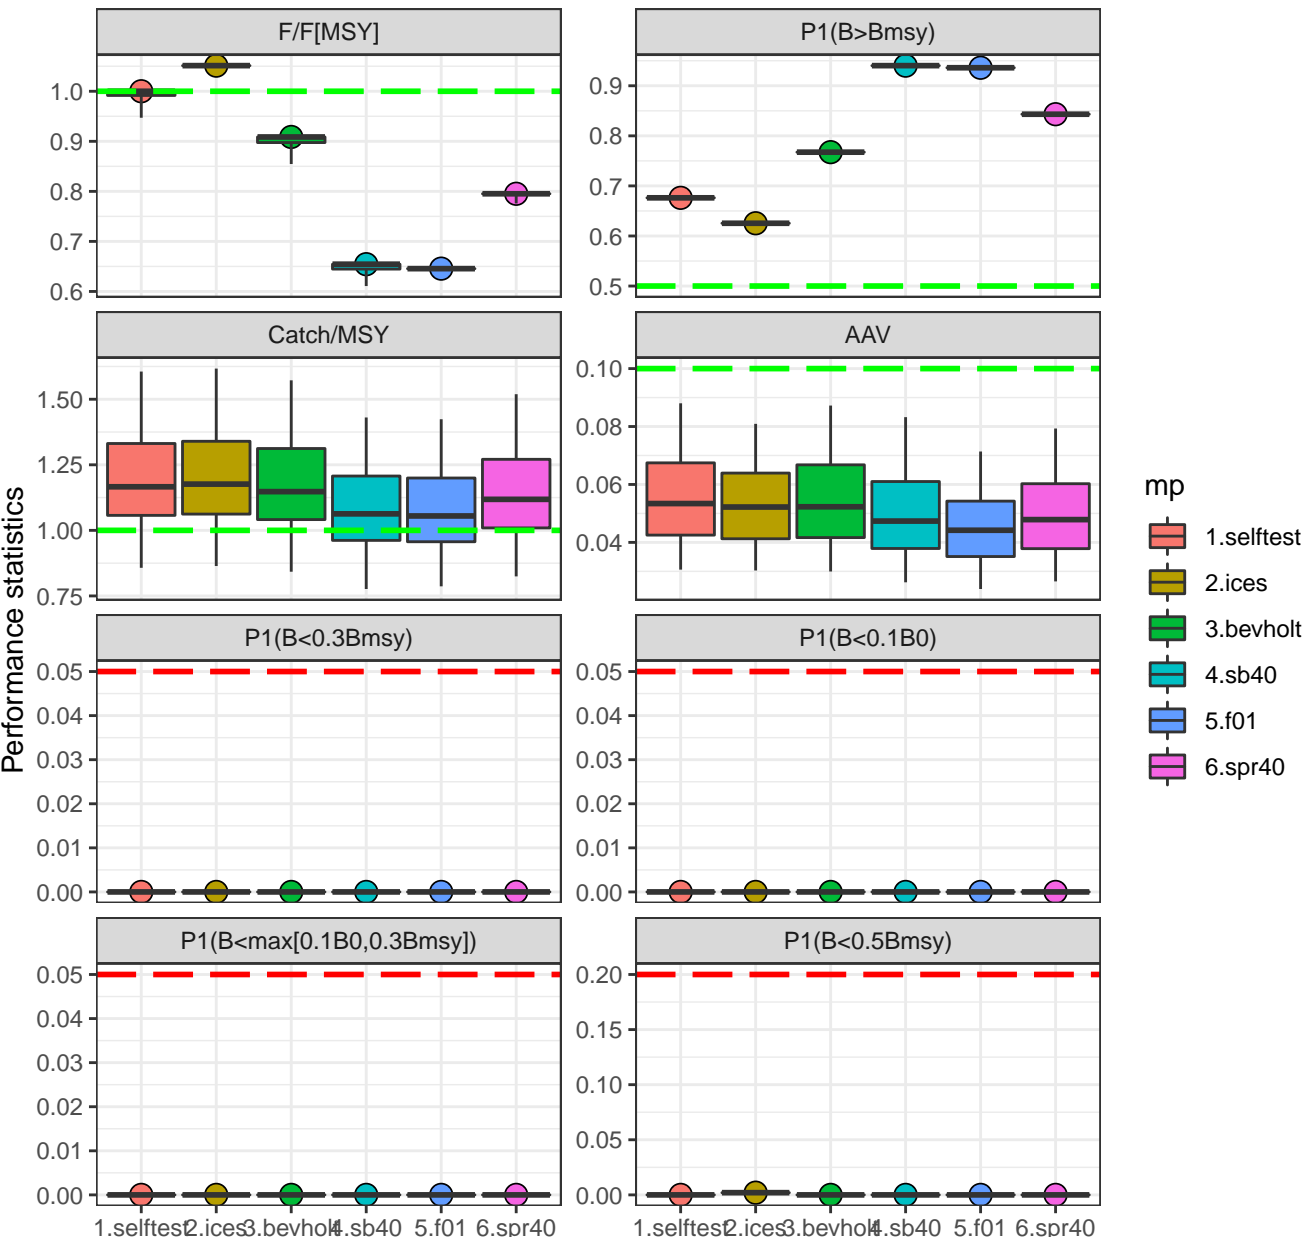 F/F[MSY]
P1(B>Bmsy)
1.0
0.9
0.8
0.7
0.6
0.9
0.8
0.7
0.6
0.5
Catch/MSY
AAV
1.50
1.25
1.00
0.75
0.10
0.08
0.06
0.04
Performance statistics
P1(B<0.3Bmsy)
P1(B<0.1B0)
0.05
0.04
0.03
0.02
0.01
0.00
0.05
0.04
0.03
0.02
0.01
0.00
P1(B<max[0.1B0,0.3Bmsy])
P1(B<0.5Bmsy)
0.05
0.04
0.03
0.02
0.01
0.00
0.20
0.15
0.10
0.05
0.00
1.selftest 2.ices 3.bevholt 4.sb40 5.f01 6.spr40
1.selftest 2.ices 3.bevholt 4.sb40 5.f01 6.spr40
mp
1.selftest
2.ices
3.bevholt
4.sb40
5.f01
6.spr40